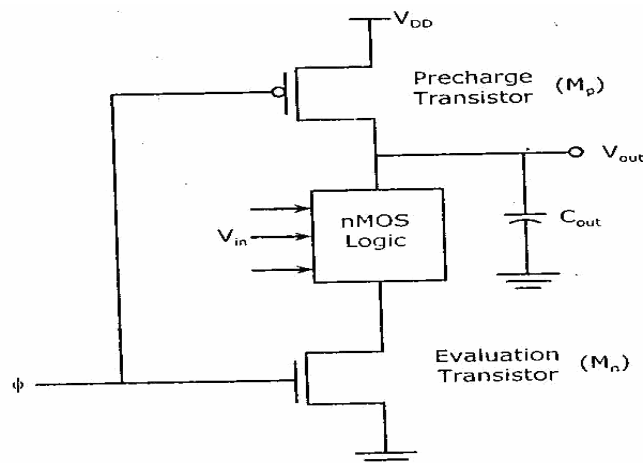 V_DD
Precharge
Transistor (M_p)
V_out
nMOS
Logic
V_in
C_out
Evaluation
Transistor (M_n)
ϕ